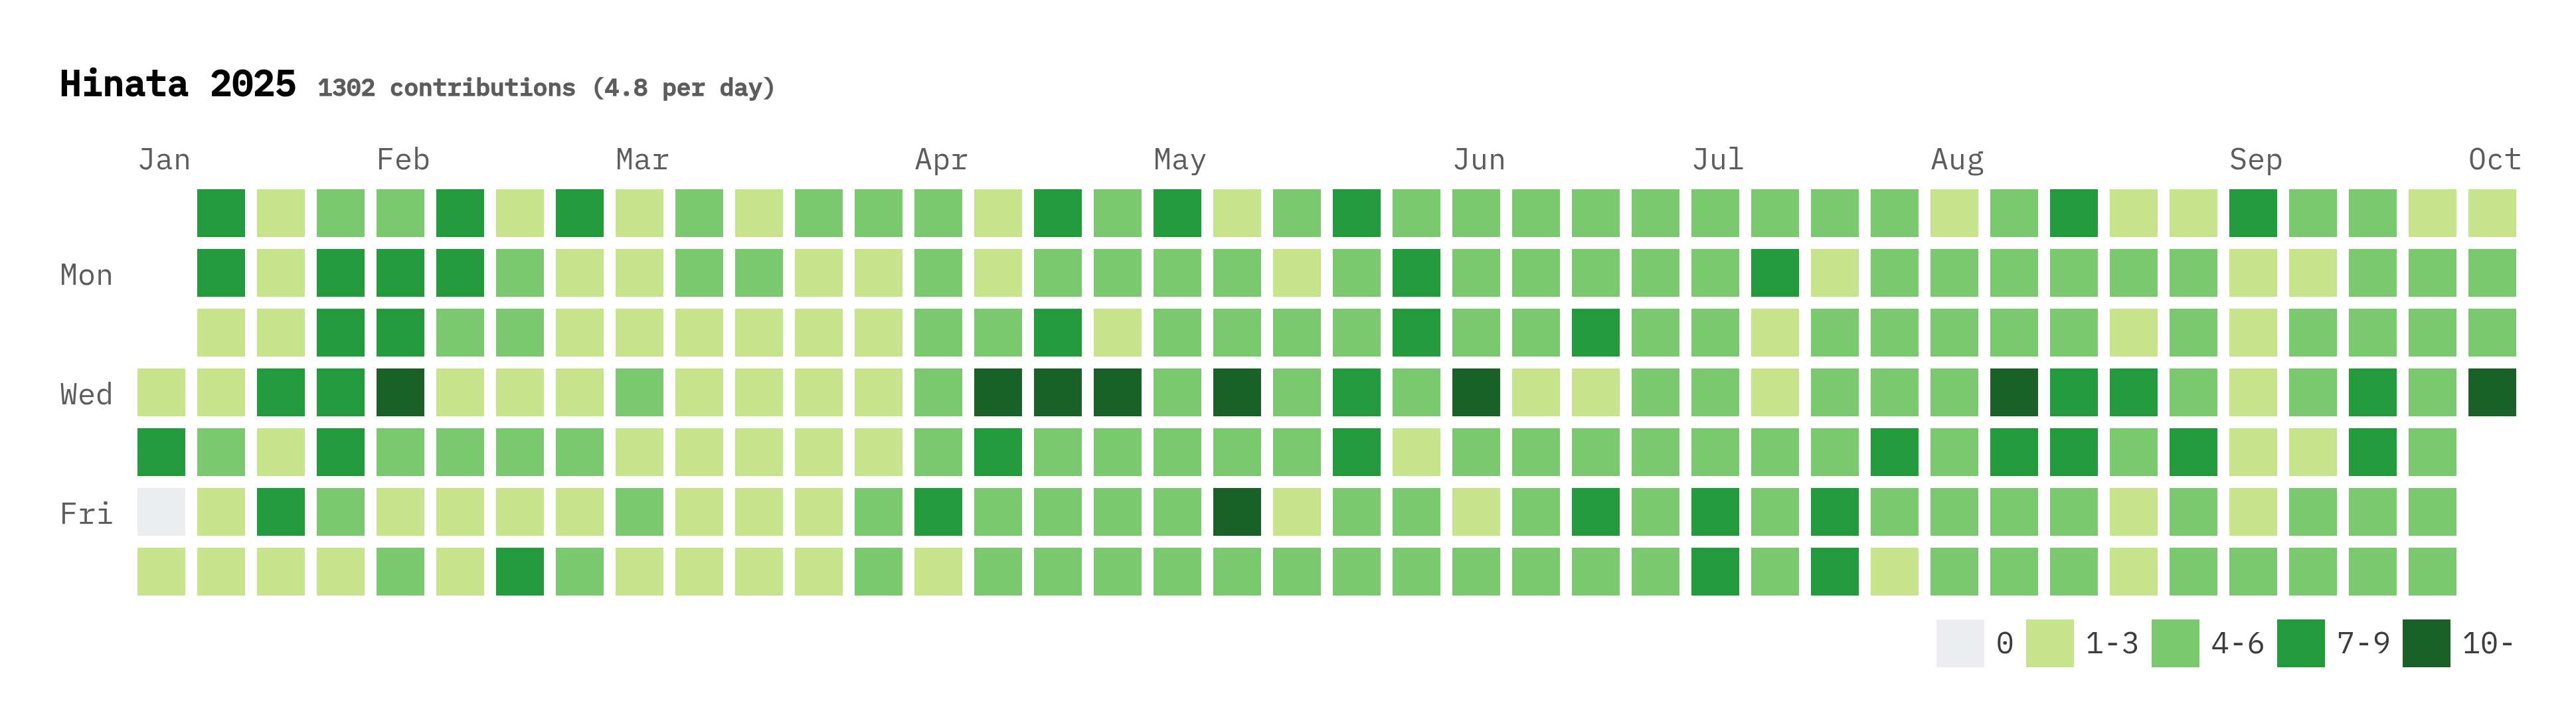 Hinata 2025 1302 contributions (4.8 per day)
Jan Feb Mar Apr May Jun Jul Aug Sep Oct
Mon
Wed
Fri
0 1-3 4-6 7-9 10-